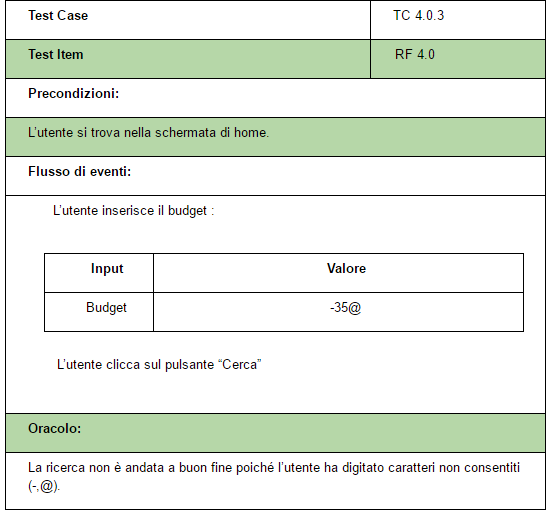 Test Case TC 4.0.3
Test Item RF 4.0
Precondizioni:
L’utente si trova nella schermata di home.
Flusso di eventi:
L’utente inserisce il budget :
Input Valore
Budget -35@
L’utente clicca sul pulsante “Cerca”
Oracolo:
La ricerca non è andata a buon fine poiché l’utente ha digitato caratteri non consentiti
(-,@).